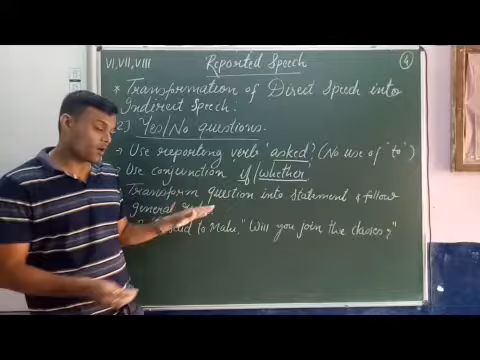 VI, VII, VIII
Reported Speech
4
* Transformation of Direct Speech into
Indirect Speech:
2] Yes/No questions.
→ Use reporting verb 'asked'? (No use of "to")
→ Use conjunction if/whether
Transform question into statement & follow
general
said to Malu, "Will you join the classes?"